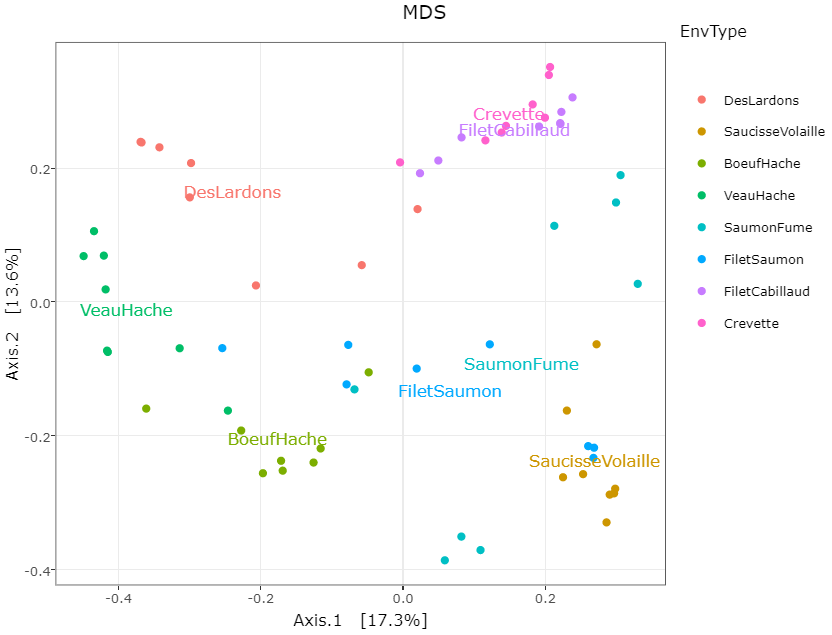 MDS
EnvType
DesLardons
SaucisseVolaille
BoeufHache
VeauHache
SaumonFume
FiletSaumon
FiletCabillaud
Crevette
Crevette
FiletCabillaud
DesLardons
VeauHache
SaumonFume
FiletSaumon
BoeufHache
SaucisseVolaille
0.2
0.0
-0.2
-0.4
Axis.2 [13.6%]
-0.4 -0.2 0.0 0.2
Axis.1 [17.3%]